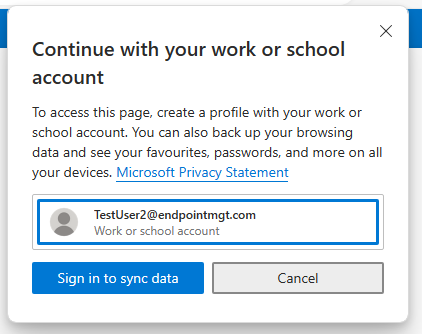 Continue with your work or school
account
To access this page, create a profile with your work or
school account. You can also back up your browsing
data and see your favourites, passwords, and more on all
your devices. Microsoft Privacy Statement
TestUser2@endpointmgt.com
Work or school account
Sign in to sync data
Cancel